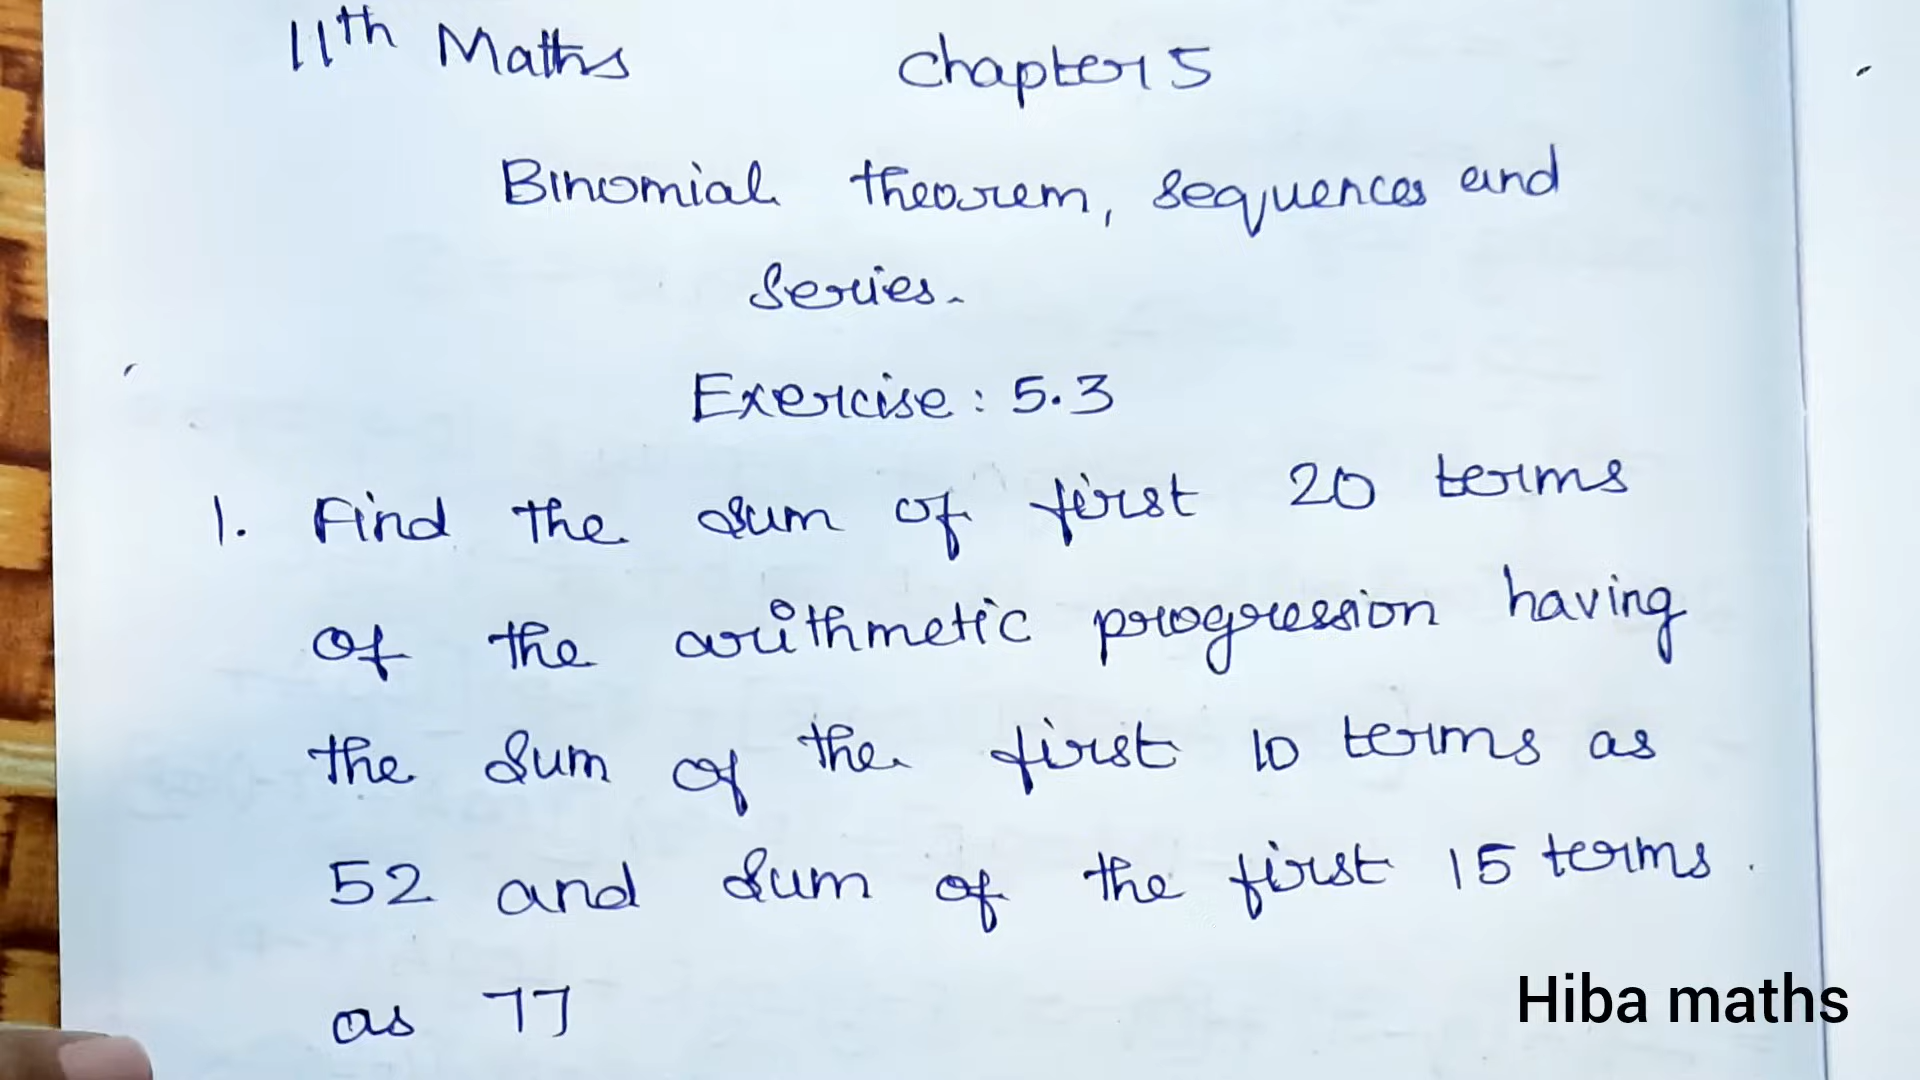 11th Maths Chapter 5
Binomial theorem, sequences and
series.
Exercise: 5.3
1. Find the sum of first 20 terms
of the arithmetic progression having
the sum of the first 10 terms as
52 and sum of the first 15 terms.
as 77
Hiba maths